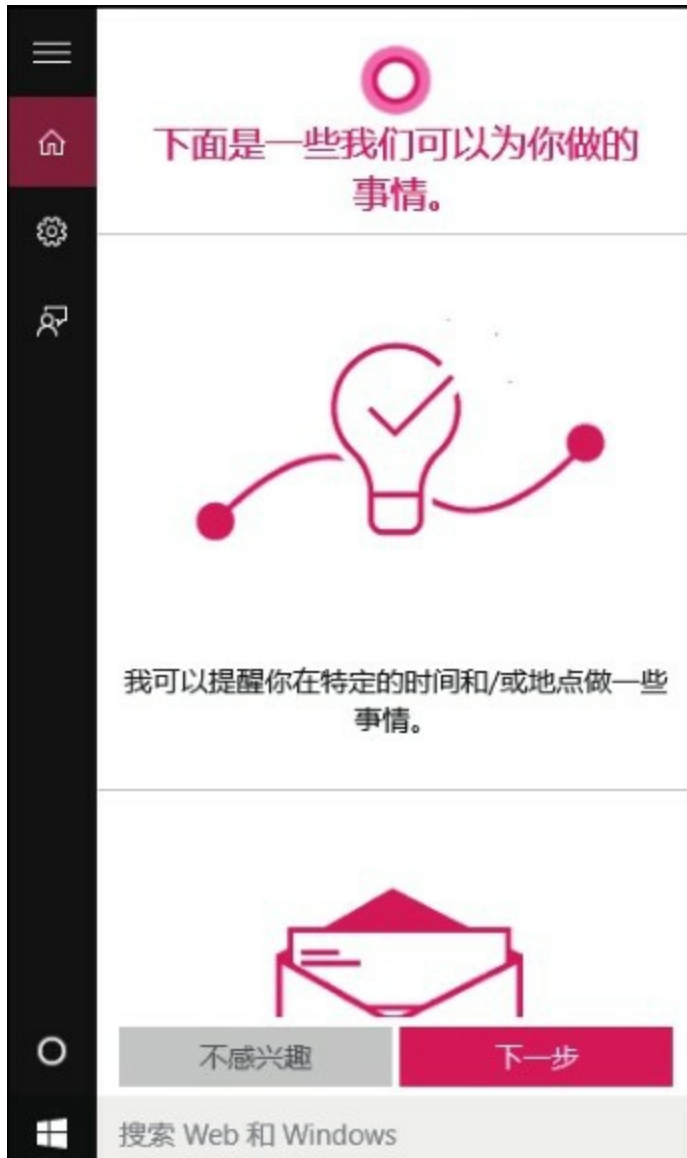 下面是一些我们可以为你做的
事情。
我可以提醒你在特定的时间和/或地点做一些
事情。
不感兴趣
下一步
搜索 Web 和 Windows